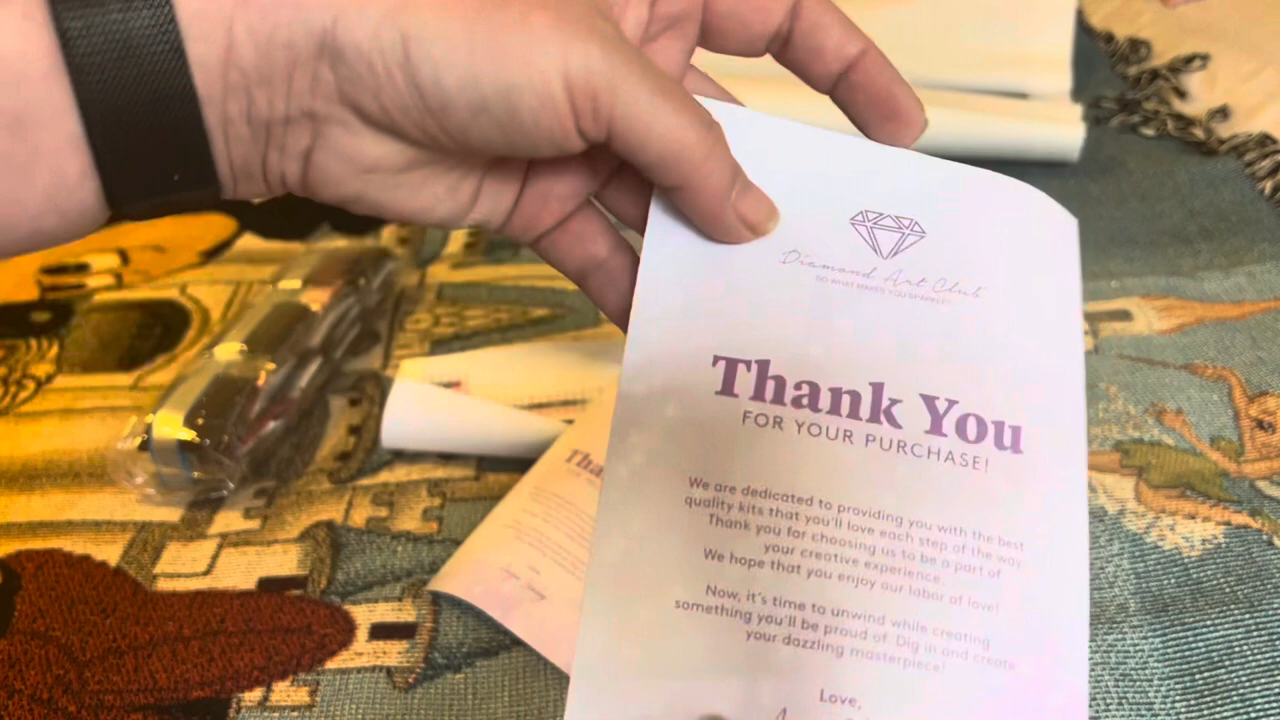 Diamond Art Club
DO WHAT MAKES YOU SPARKLE
Thank You
FOR YOUR PURCHASE!
We are dedicated to providing you with the best
quality kits that you'll love each step of the way
Thank you for choosing us to be a part of
your creative experience.
We hope that you enjoy our labor of love!
Now, it's time to unwind while creating
something you'll be proud of. Dig in and create
your dazzling masterpiece!
Love,
Tha